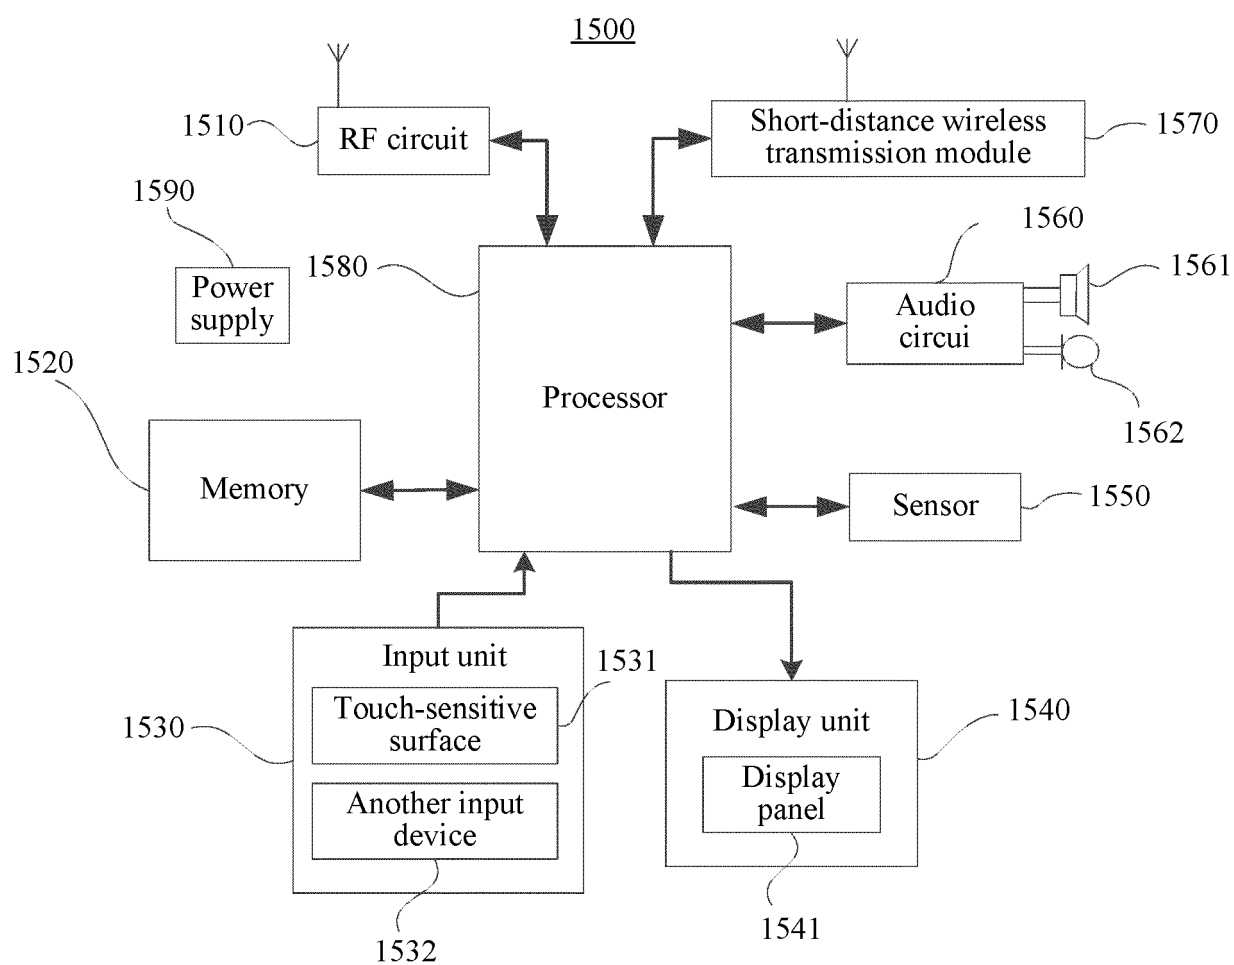 1500
1510
RF circuit
Short-distance wireless
transmission module
1570
1590
Power
supply
1580
1560
1561
Audio
circui
1562
1520
Memory
Processor
Sensor
1550
Input unit
1531
Touch-sensitive
surface
1530
Another input
device
1532
Display unit
1540
Display
panel
1541